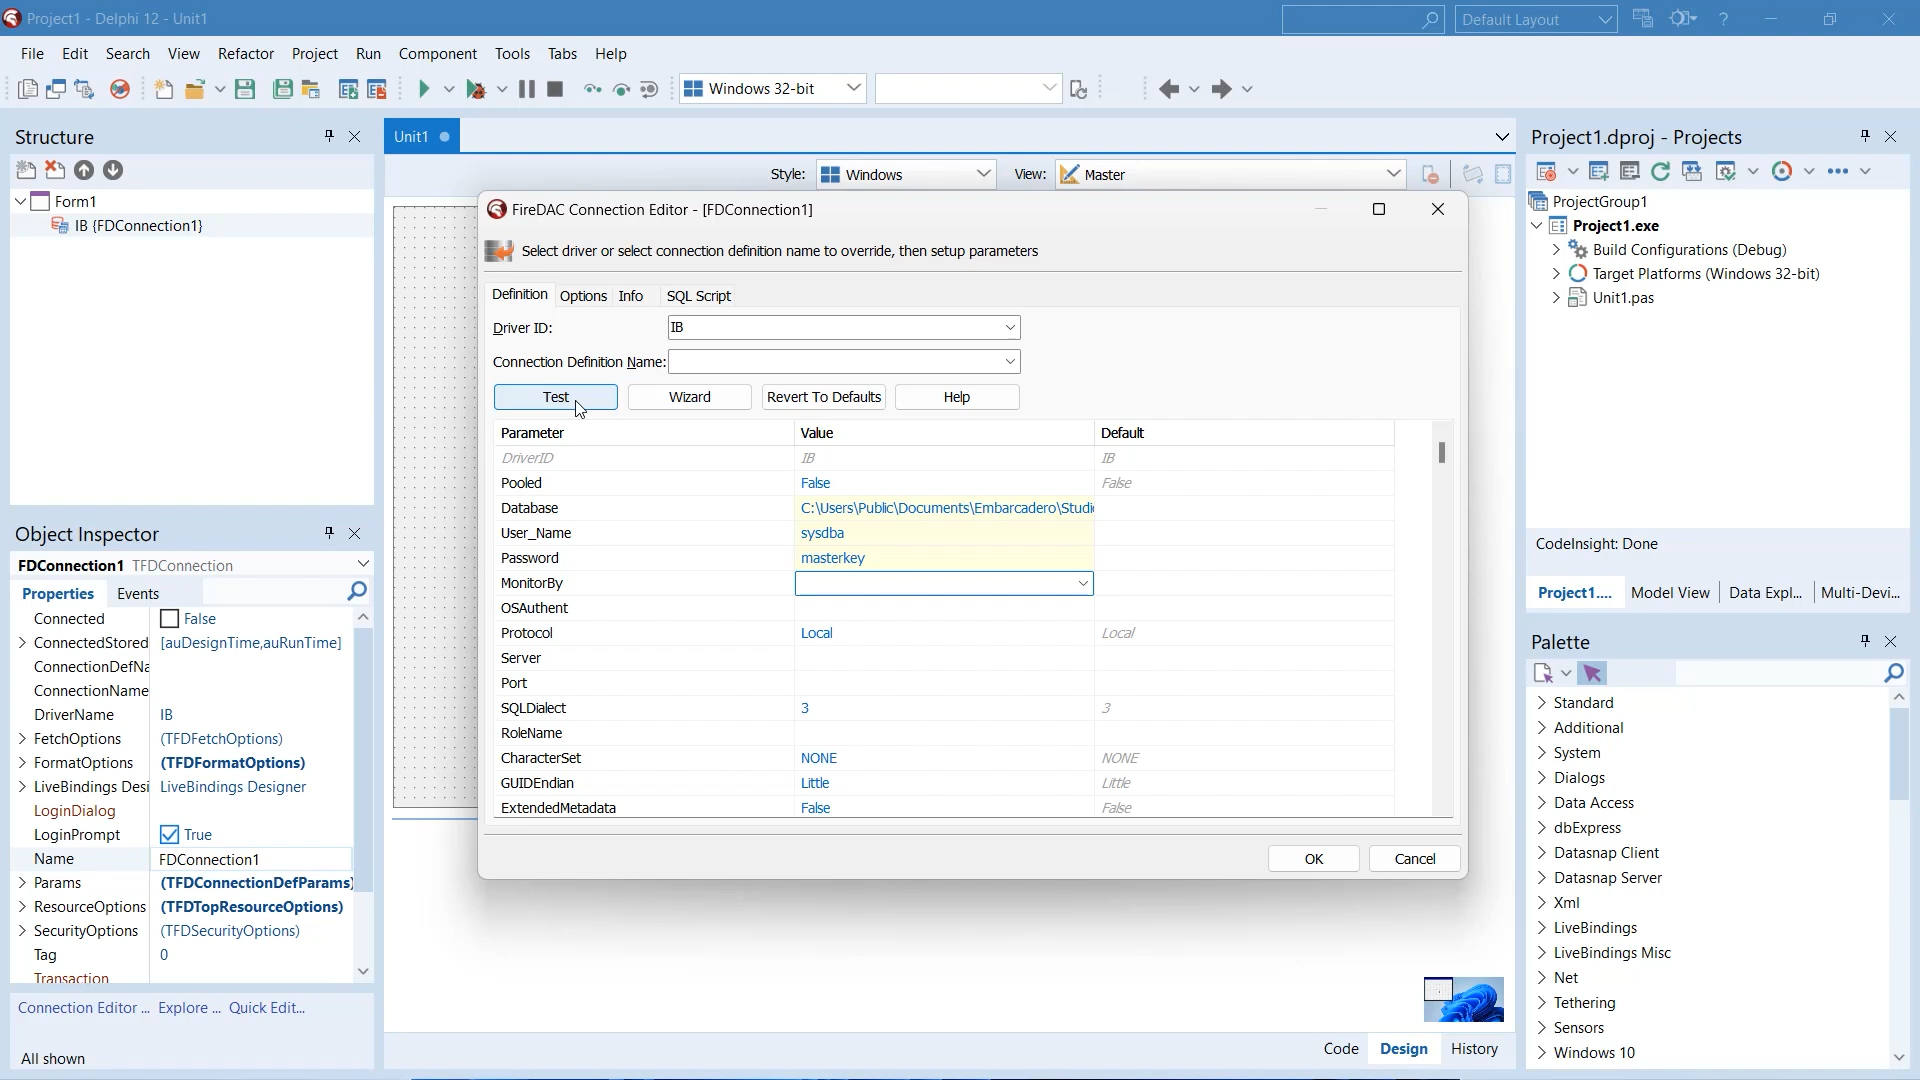 Project1 - Delphi 12 - Unit1
Default Layout
?
File Edit Search View Refactor Project Run Component Tools Tabs Help
Windows 32-bit
Structure
Form1
IB {FDConnection1}
Object Inspector
FDConnection1 TFDConnection
Properties Events
Connected False
ConnectedStored [auDesignTime,auRunTime]
ConnectionDefNa
ConnectionName
DriverName IB
FetchOptions (TFDFetchOptions)
FormatOptions (TFDFormatOptions)
LiveBindings Desi LiveBindings Designer
LoginDialog
LoginPrompt True
Name FDConnection1
Params (TFDConnectionDefParams)
ResourceOptions (TFDTopResourceOptions)
SecurityOptions (TFDSecurityOptions)
Tag 0
Transaction
Connection Editor ... Explore ... Quick Edit...
All shown
Unit1
Style: Windows View: Master
FireDAC Connection Editor - [FDConnection1]
Select driver or select connection definition name to override, then setup parameters
Definition Options Info SQL Script
Driver ID: IB
Connection Definition Name:
Test Wizard Revert To Defaults Help
Parameter Value Default
DriverID IB IB
Pooled False False
Database C:\Users\Public\Documents\Embarcadero\Studi
User_Name sysdba
Password masterkey
MonitorBy
OSAuthent
Protocol Local Local
Server
Port
SQLDialect 3 3
RoleName
CharacterSet NONE NONE
GUIDEndian Little Little
ExtendedMetadata False False
OK Cancel
Code Design History
Project1.dproj - Projects
ProjectGroup1
Project1.exe
Build Configurations (Debug)
Target Platforms (Windows 32-bit)
Unit1.pas
CodeInsight: Done
Project1.... Model View Data Expl... Multi-Devi...
Palette
Standard
Additional
System
Dialogs
Data Access
dbExpress
Datasnap Client
Datasnap Server
Xml
LiveBindings
LiveBindings Misc
Net
Tethering
Sensors
Windows 10